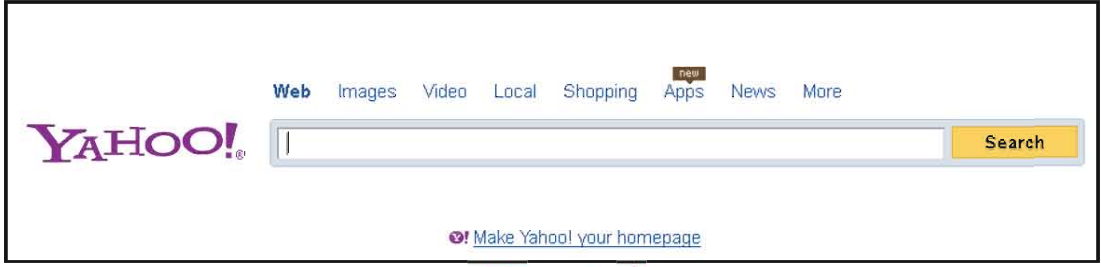 new
Web Images Video Local Shopping Apps News More
YAHOO!® Search
Y! Make Yahoo! your homepage